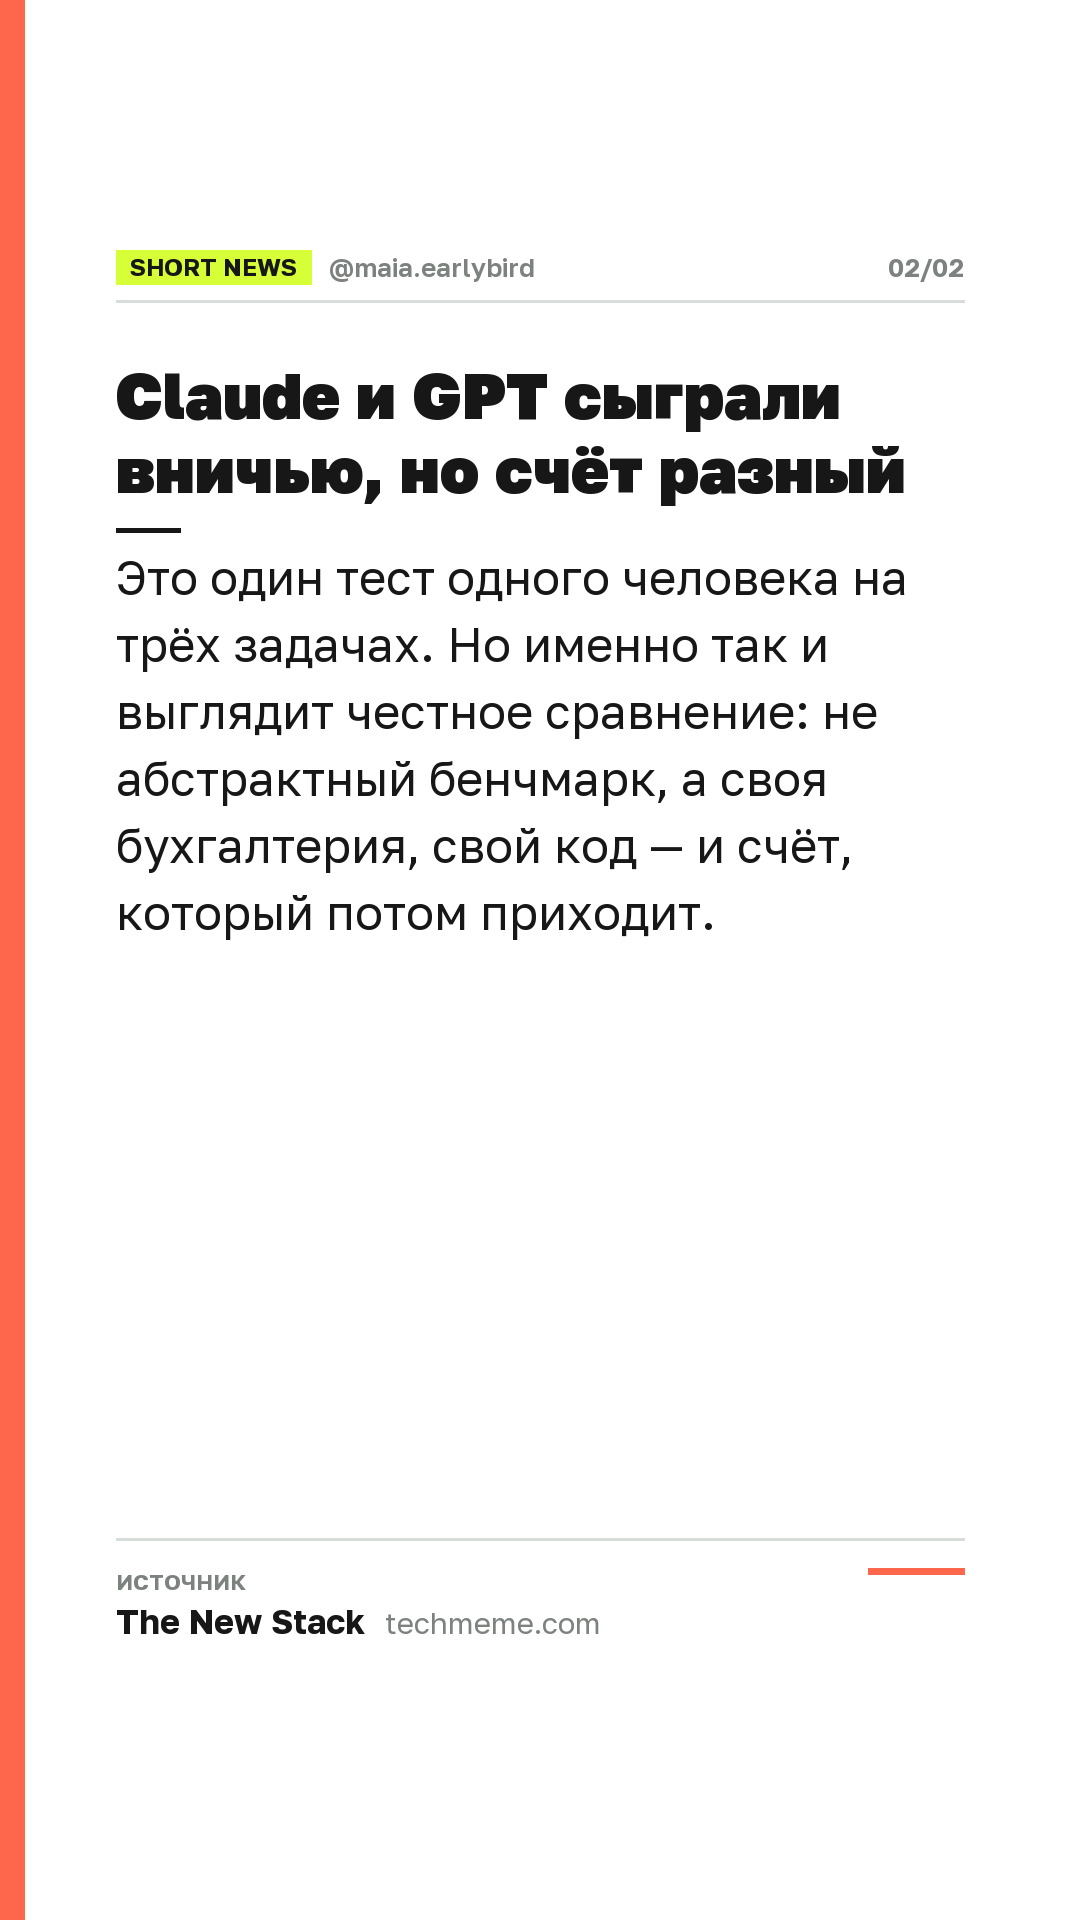 SHORT NEWS @maia.earlybird 02/02
Claude и GPT сыграли
вничью, но счёт разный
Это один тест одного человека на
трёх задачах. Но именно так и
выглядит честное сравнение: не
абстрактный бенчмарк, а своя
бухгалтерия, свой код — и счёт,
который потом приходит.
источник
The New Stack techmeme.com